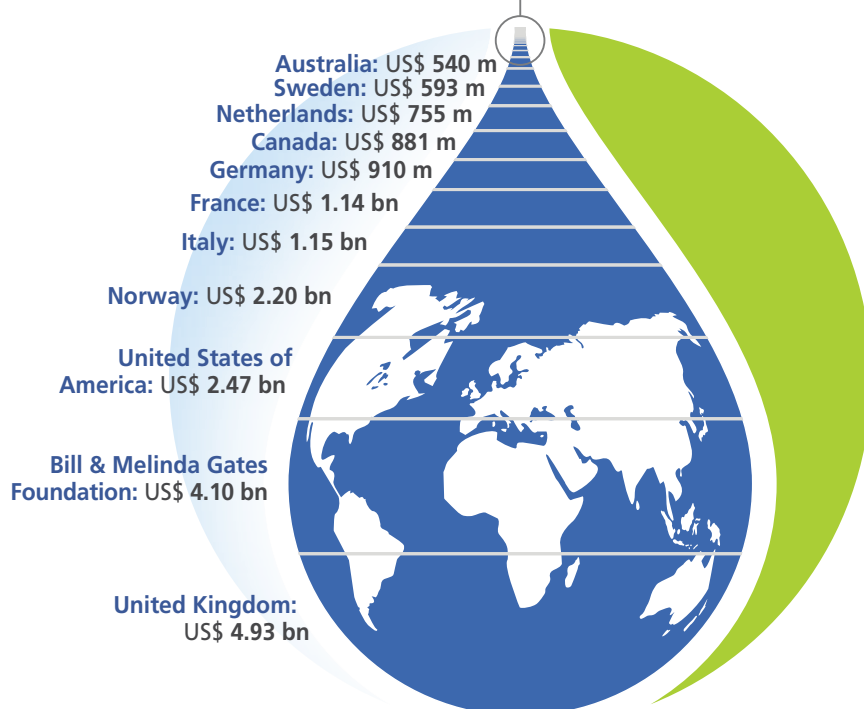 Australia: US$ 540 m
Sweden: US$ 593 m
Netherlands: US$ 755 m
Canada: US$ 881 m
Germany: US$ 910 m
France: US$ 1.14 bn
Italy: US$ 1.15 bn
Norway: US$ 2.20 bn
United States of
America: US$ 2.47 bn
Bill & Melinda Gates
Foundation: US$ 4.10 bn
United Kingdom:
US$ 4.93 bn